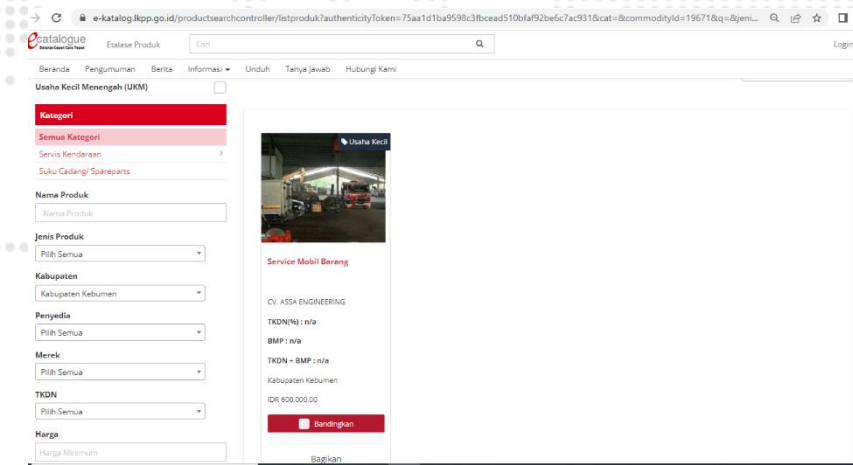 e-katalog.lkpp.go.id/productsearchcontroller/listproduk?authenticityToken=75aa1d1ba9598c3fbcead510bfaf92be6c7ac931&cat=&commodityId=19671&q=&jeni...
ecatalogue
Etalase Produk
Cari
Login
Beranda Pengumuman Berita Informasi Unduh Tanya Jawab Hubungi Kami
Usaha Kecil Menengah (UKM)
Kategori
Semua Kategori
Servis Kendaraan
Suku Cadang/ Spareparts
Nama Produk
Nama Produk
Jenis Produk
Pilih Semua
Kabupaten
Kabupaten Kebumen
Penyedia
Pilih Semua
Merek
Pilih Semua
TKDN
Pilih Semua
Harga
Harga Minimum
Usaha Kecil
Service Mobil Barang
CV. ASSA ENGINEERING
TKDN(%) : n/a
BMP : n/a
TKDN + BMP : n/a
Kabupaten Kebumen
IDR 600,000.00
Bandingkan
Bagikan